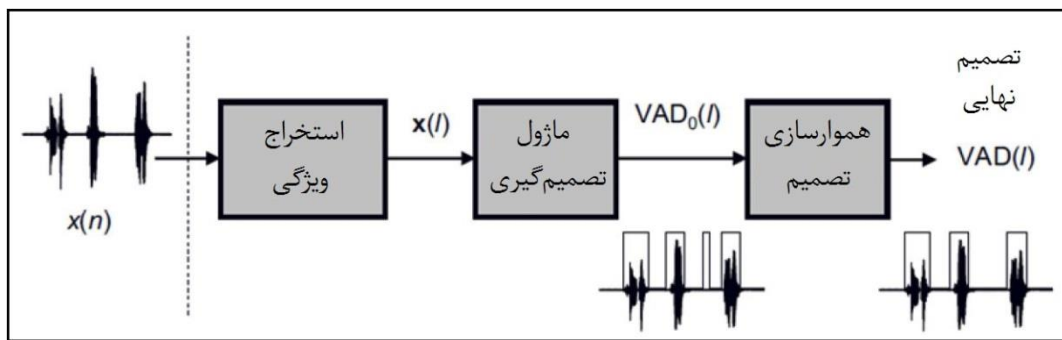 x(n)
استخراج
ویژگی
x(l)
ماژول
تصمیم‌گیری
VAD₀(l)
هموارسازی
تصمیم
تصمیم
نهایی
VAD(l)